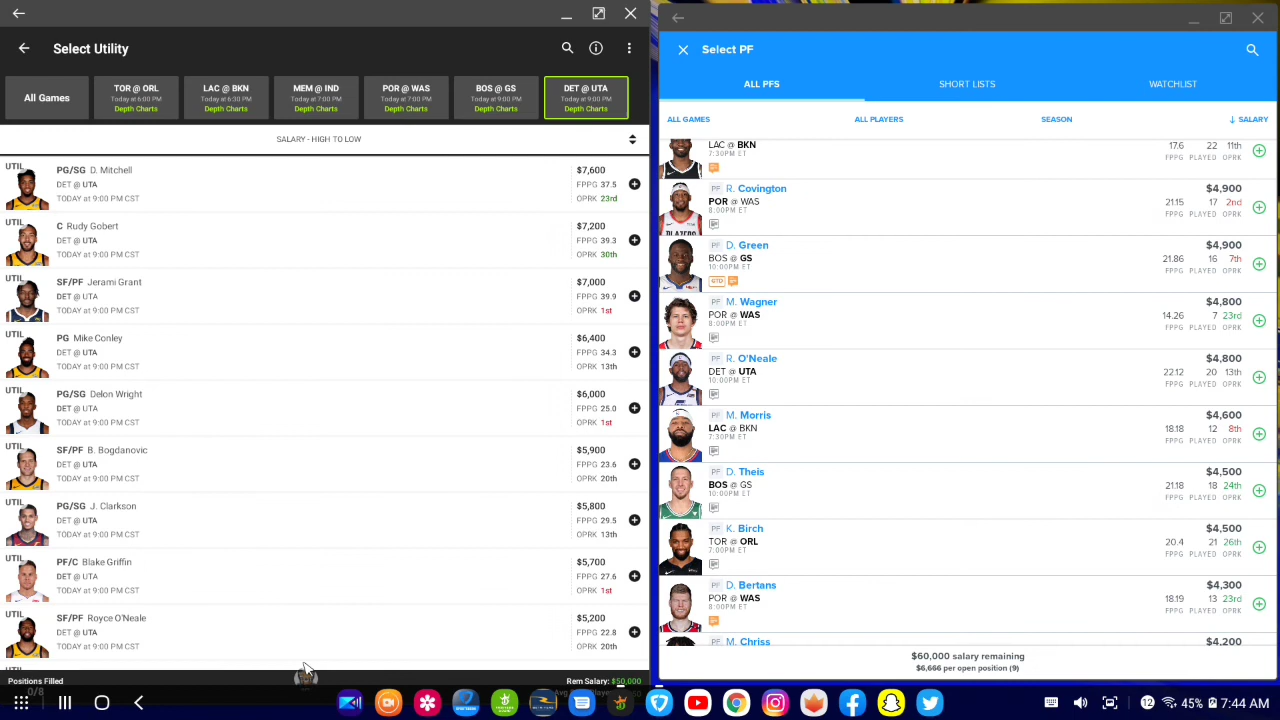 Select Utility
All Games
TOR @ ORL
Today at 6:00 PM
Depth Charts
LAC @ BKN
Today at 6:30 PM
Depth Charts
MEM @ IND
Today at 7:00 PM
Depth Charts
POR @ WAS
Today at 7:00 PM
Depth Charts
BOS @ GS
Today at 9:00 PM
Depth Charts
DET @ UTA
Today at 9:00 PM
Depth Charts
SALARY - HIGH TO LOW
UTIL
PG/SG D. Mitchell $7,600
DET @ UTA FPPG 37.5
TODAY at 9:00 PM CST OPRK 23rd
UTIL
C Rudy Gobert $7,200
DET @ UTA FPPG 39.3
TODAY at 9:00 PM CST OPRK 30th
UTIL
SF/PF Jerami Grant $7,000
DET @ UTA FPPG 39.9
TODAY at 9:00 PM CST OPRK 1st
UTIL
PG Mike Conley $6,400
DET @ UTA FPPG 34.3
TODAY at 9:00 PM CST OPRK 13th
UTIL
PG/SG Delon Wright $6,000
DET @ UTA FPPG 25.0
TODAY at 9:00 PM CST OPRK 1st
UTIL
SF/PF B. Bogdanovic $5,900
DET @ UTA FPPG 23.6
TODAY at 9:00 PM CST OPRK 20th
UTIL
PG/SG J. Clarkson $5,800
DET @ UTA FPPG 29.5
TODAY at 9:00 PM CST OPRK 13th
UTIL
PF/C Blake Griffin $5,700
DET @ UTA FPPG 27.6
TODAY at 9:00 PM CST OPRK 1st
UTIL
SF/PF Royce O'Neale $5,200
DET @ UTA FPPG 22.8
TODAY at 9:00 PM CST OPRK 20th
Positions Filled Rem Salary: $50,000
0/8
Select PF
ALL PFS SHORT LISTS WATCHLIST
ALL GAMES ALL PLAYERS SEASON ↓ SALARY
LAC @ BKN 17.6 22 11th
7:30PM ET FPPG PLAYED OPRK
PF R. Covington $4,900
POR @ WAS 21.15 17 2nd
8:00PM ET FPPG PLAYED OPRK
PF D. Green $4,900
BOS @ GS 21.86 16 7th
10:00PM ET FPPG PLAYED OPRK
GTD
PF M. Wagner $4,800
POR @ WAS 14.26 7 23rd
8:00PM ET FPPG PLAYED OPRK
PF R. O'Neale $4,800
DET @ UTA 22.12 20 13th
10:00PM ET FPPG PLAYED OPRK
PF M. Morris $4,600
LAC @ BKN 18.18 12 8th
7:30PM ET FPPG PLAYED OPRK
PF D. Theis $4,500
BOS @ GS 21.18 18 24th
10:00PM ET FPPG PLAYED OPRK
PF K. Birch $4,500
TOR @ ORL 20.4 21 26th
7:00PM ET FPPG PLAYED OPRK
PF D. Bertans $4,300
POR @ WAS 18.19 13 23rd
8:00PM ET FPPG PLAYED OPRK
M. Chriss $4,200
$60,000 salary remaining
$6,666 per open position (9)
12 45% 7:44 AM